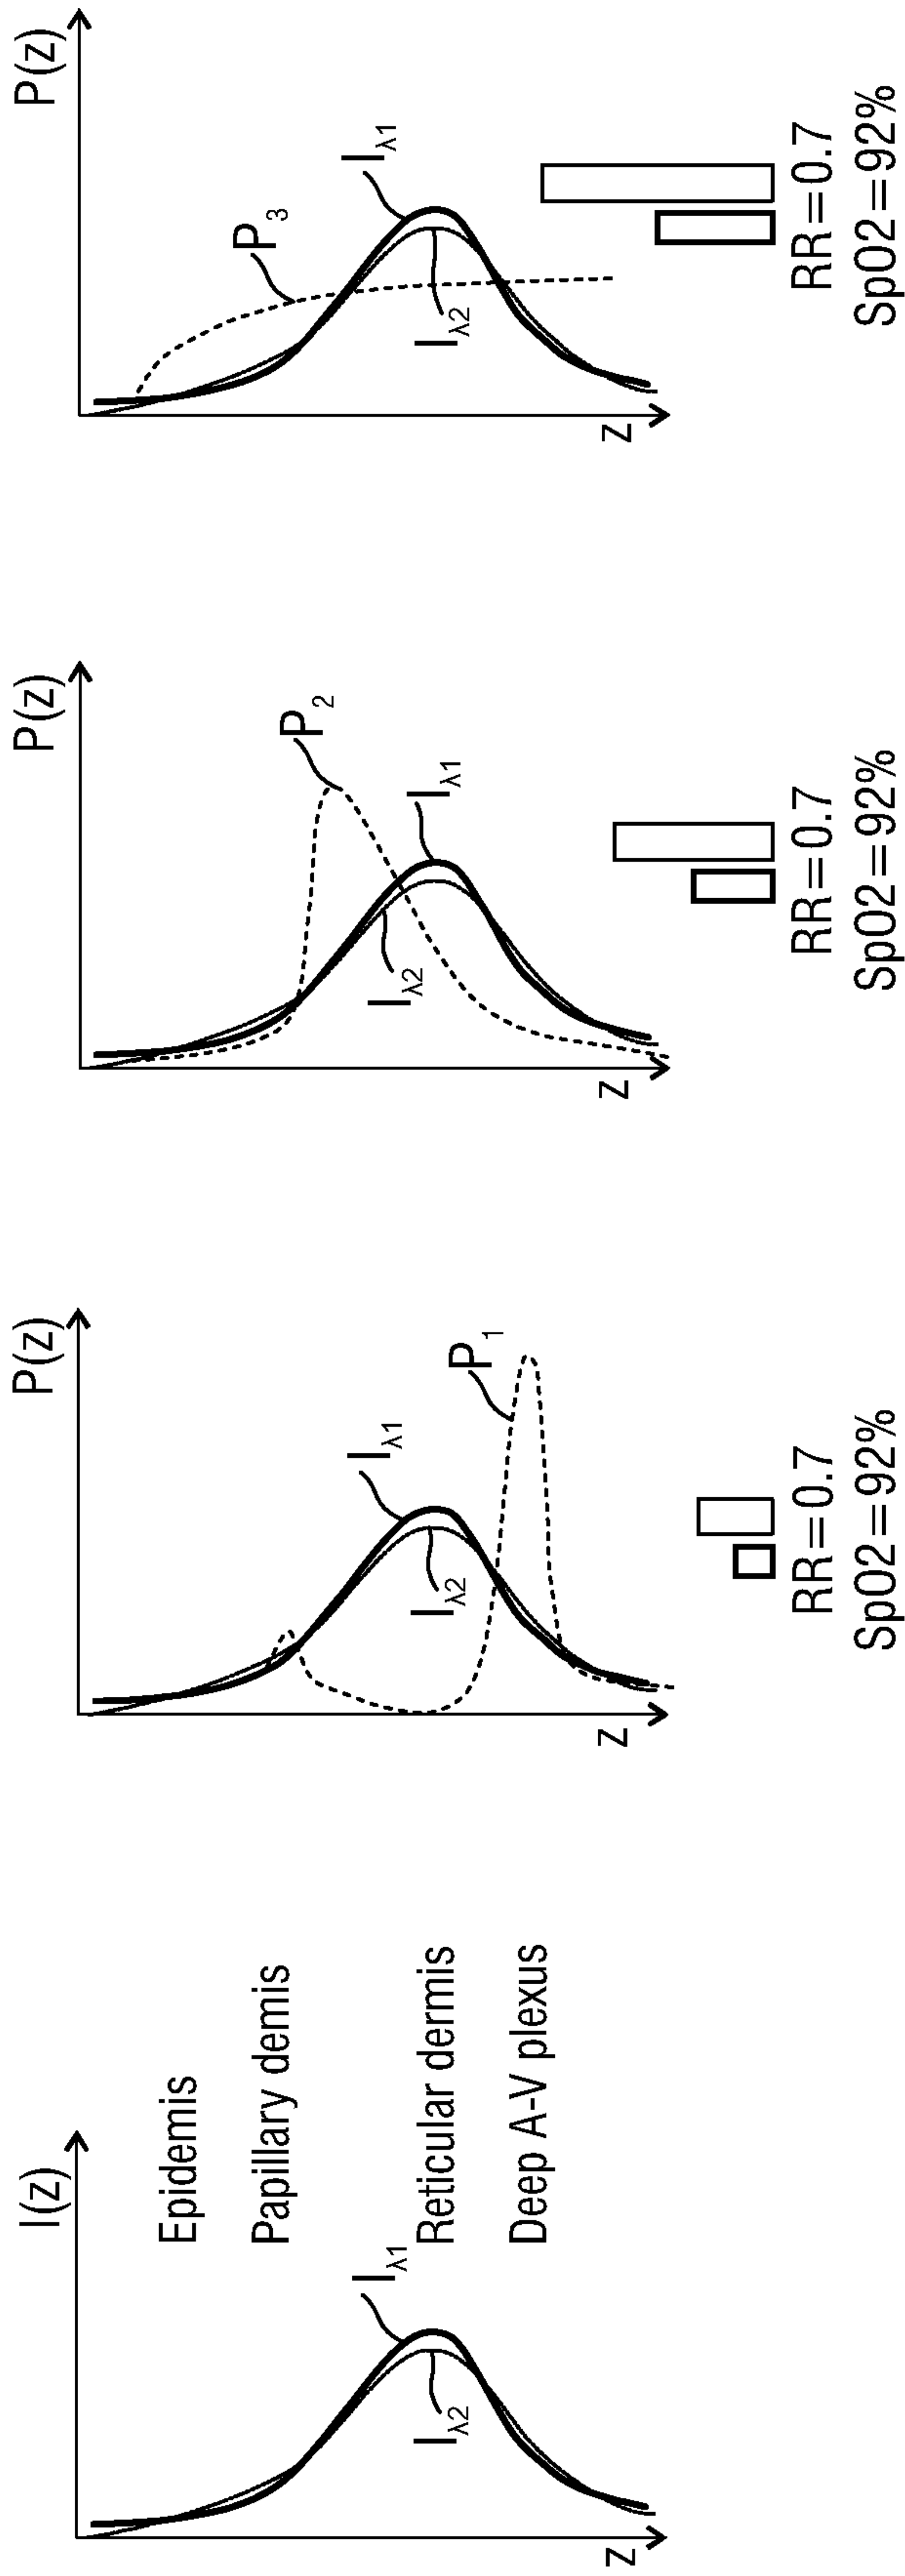 I(z)
Epidemis
Papillary demis
Iλ1
Reticular dermis
Iλ2
Deep A-V plexus
z
P(z)
Iλ1
P1
Iλ2
z
RR=0.7
SpO2=92%
P(z)
P2
Iλ1
Iλ2
z
RR=0.7
SpO2=92%
P(z)
P3
Iλ1
Iλ2
z
RR=0.7
SpO2=92%